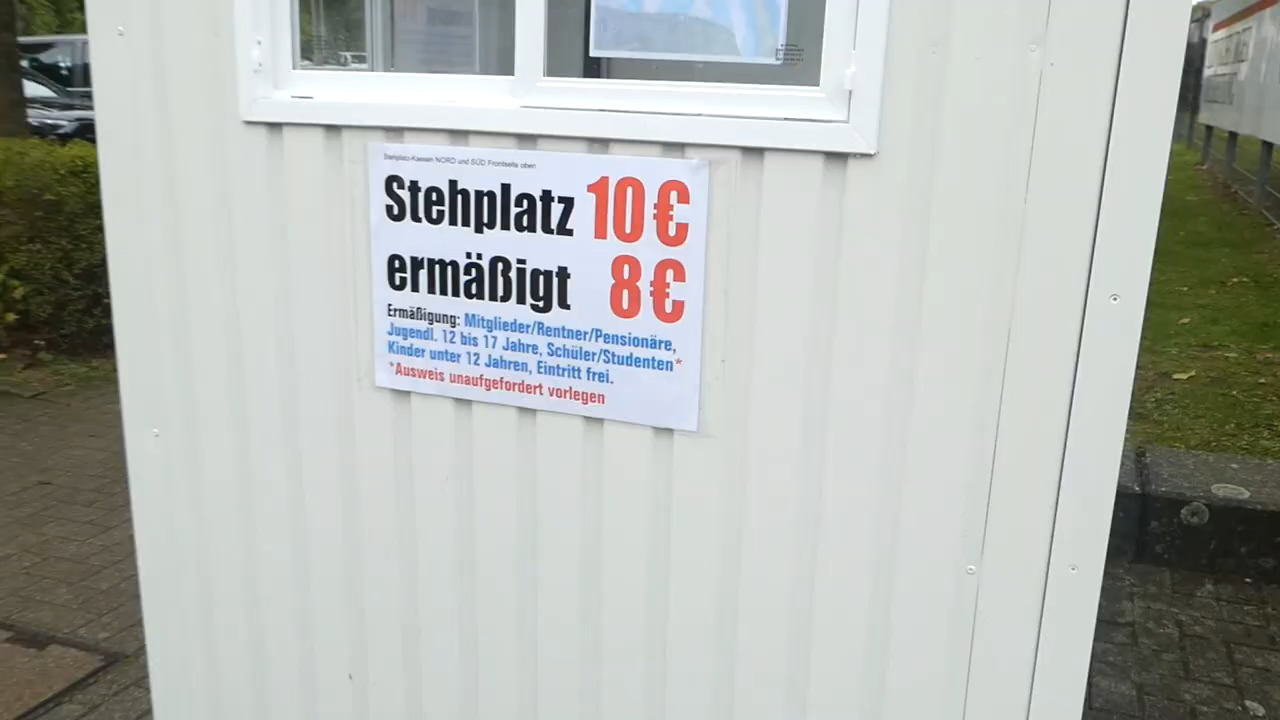 Stehplatz-Kassen NORD und SÜD Frontseite oben
Stehplatz 10 €
ermäßigt 8 €
Ermäßigung: Mitglieder/Rentner/Pensionäre,
Jugendl. 12 bis 17 Jahre, Schüler/Studenten*
Kinder unter 12 Jahren, Eintritt frei.
*Ausweis unaufgefordert vorlegen